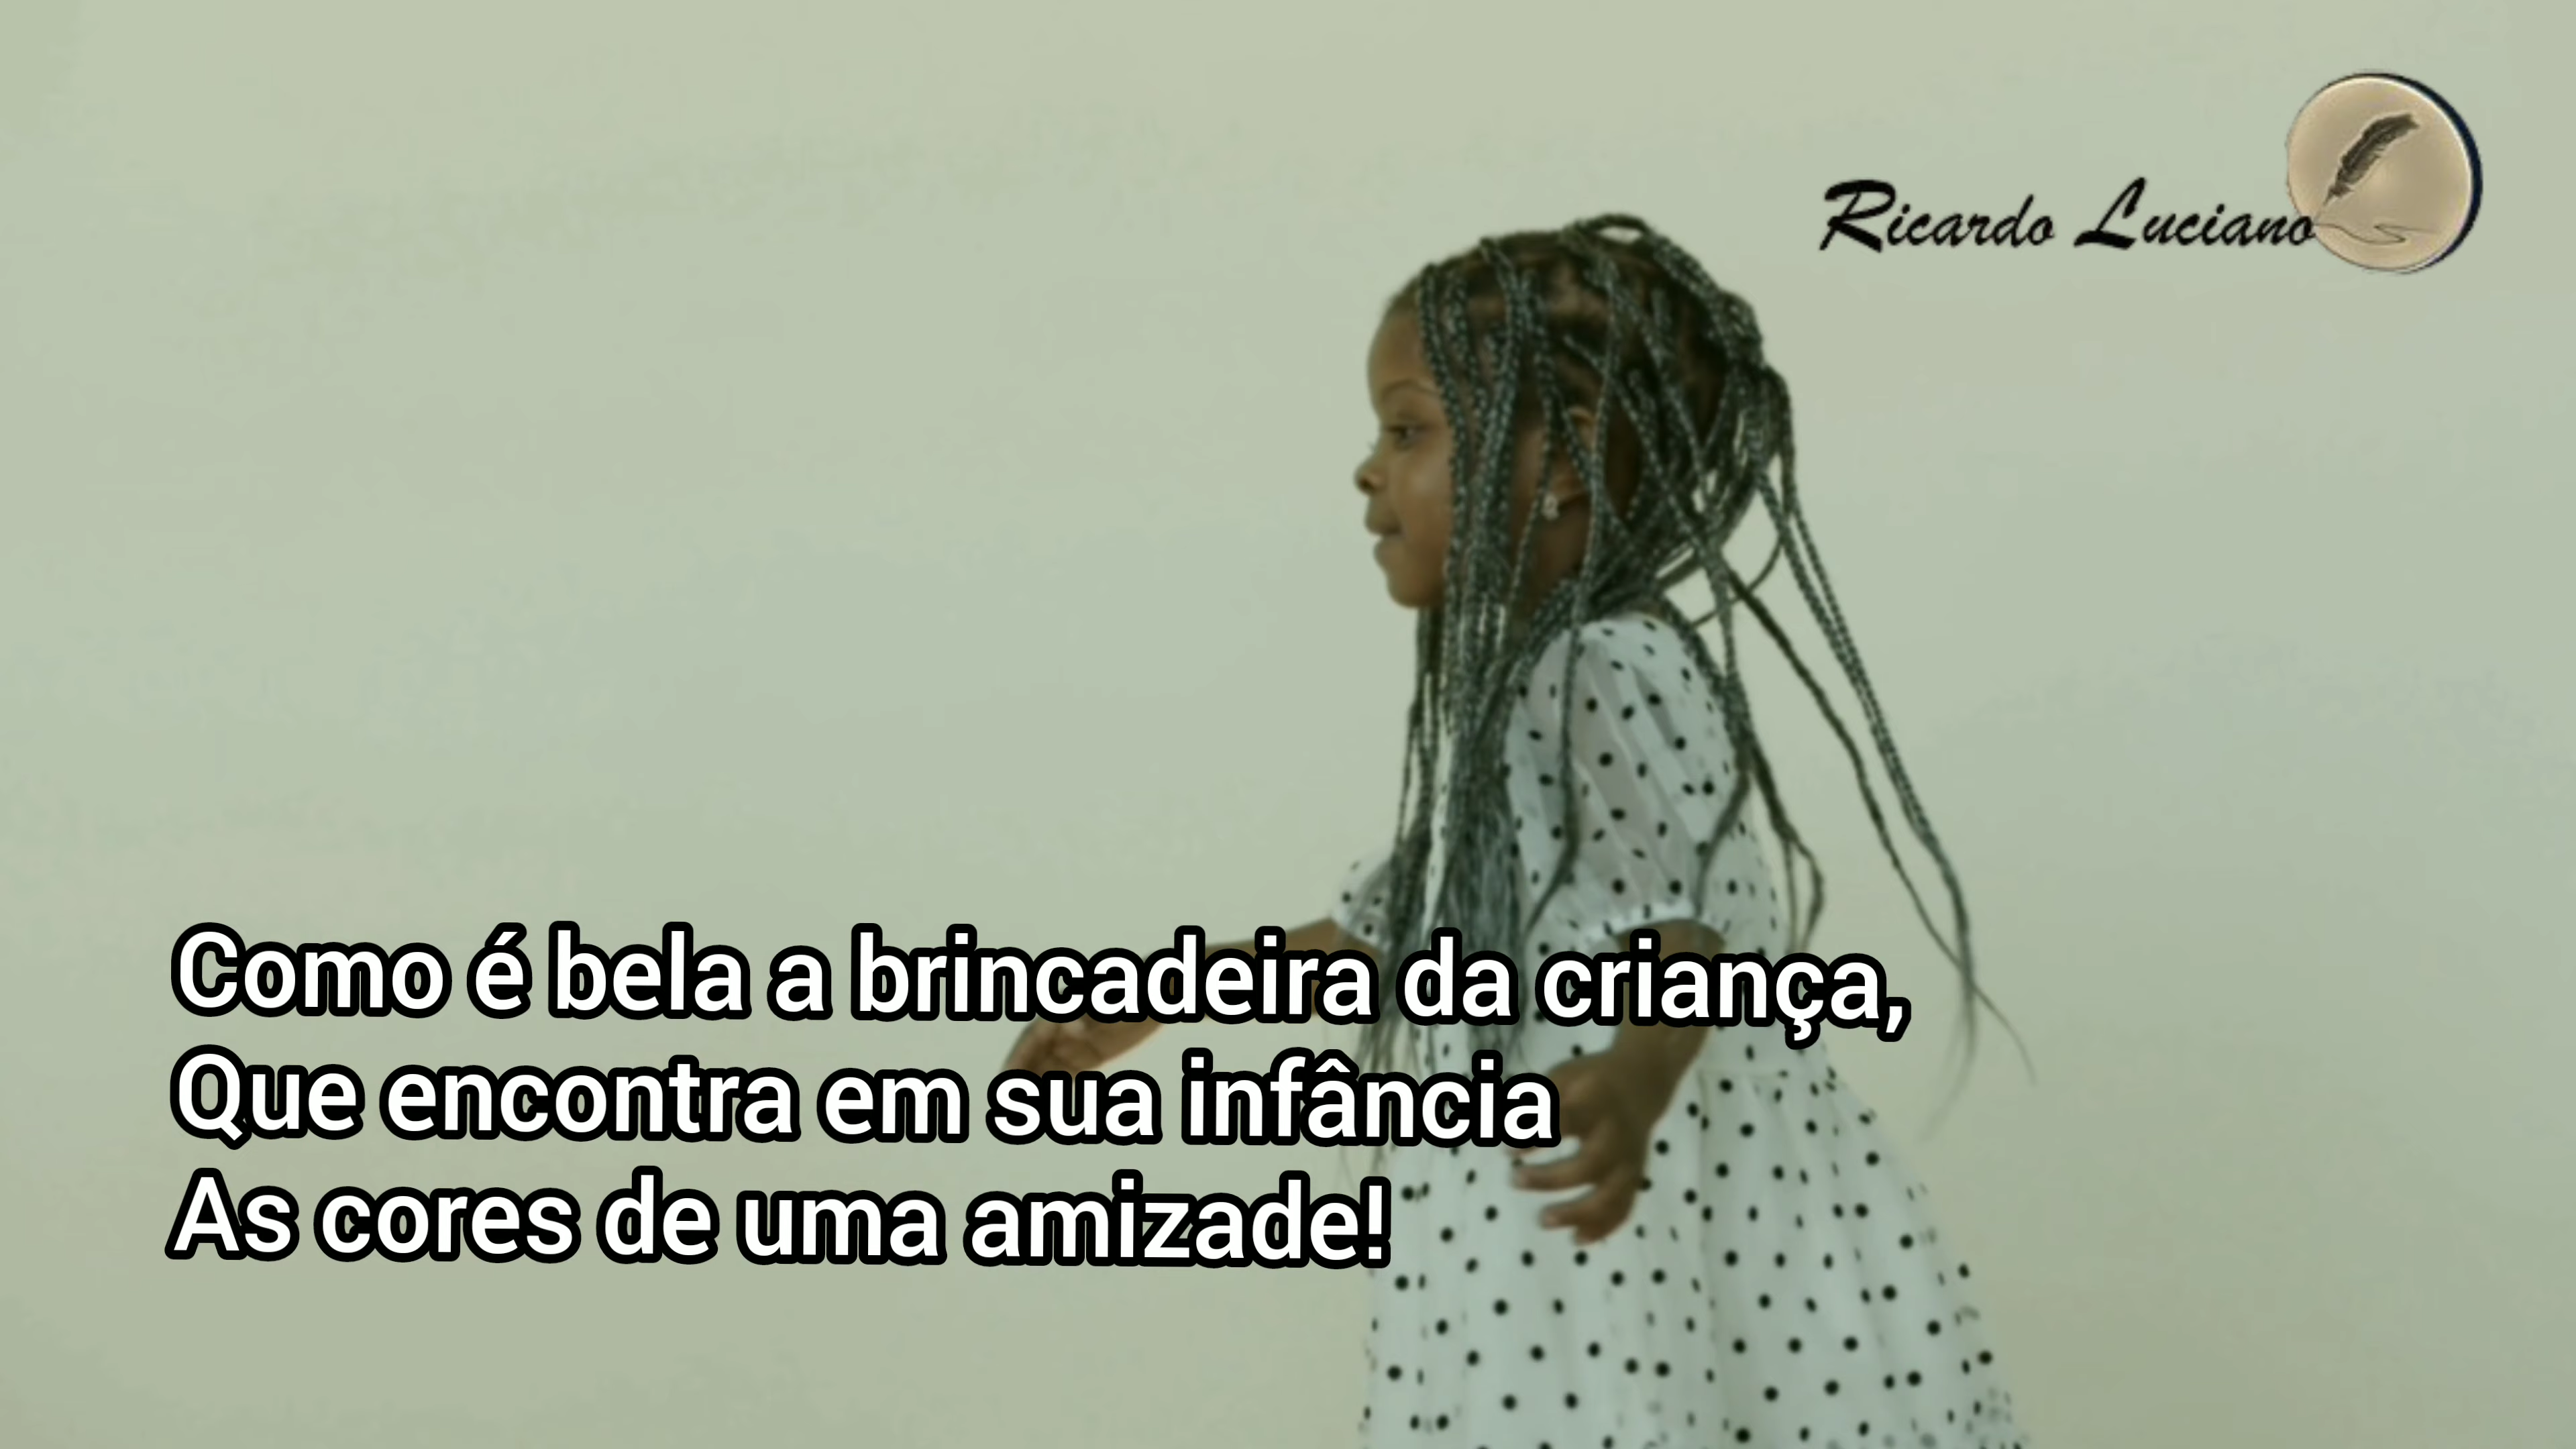 Ricardo Luciano
Como é bela a brincadeira da criança,
Que encontra em sua infância
As cores de uma amizade!